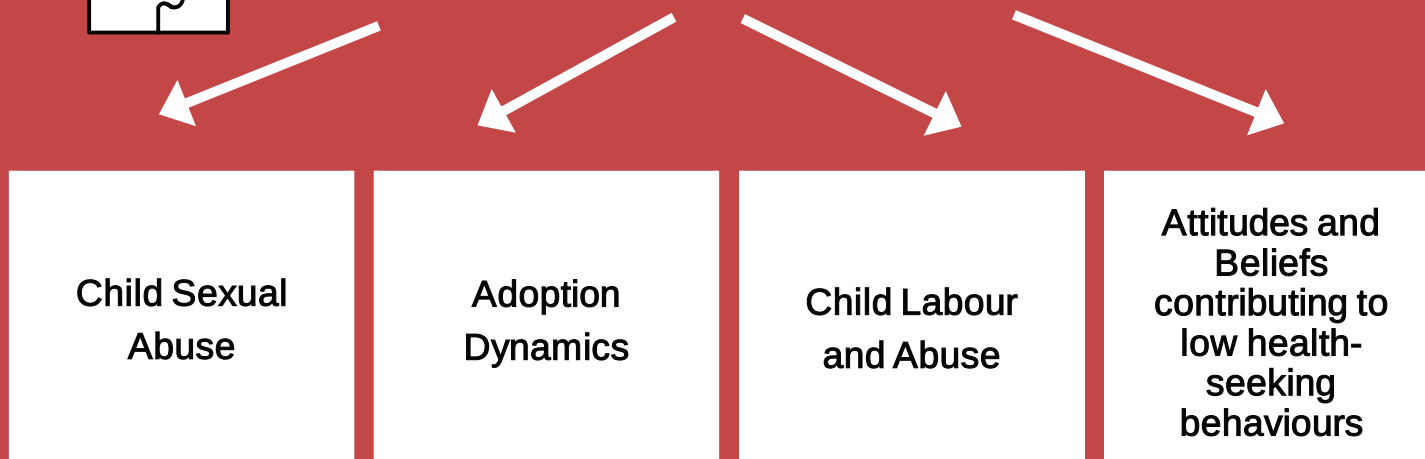 Child Sexual
Abuse
Adoption
Dynamics
Child Labour
and Abuse
Attitudes and
Beliefs
contributing to
low health-
seeking
behaviours